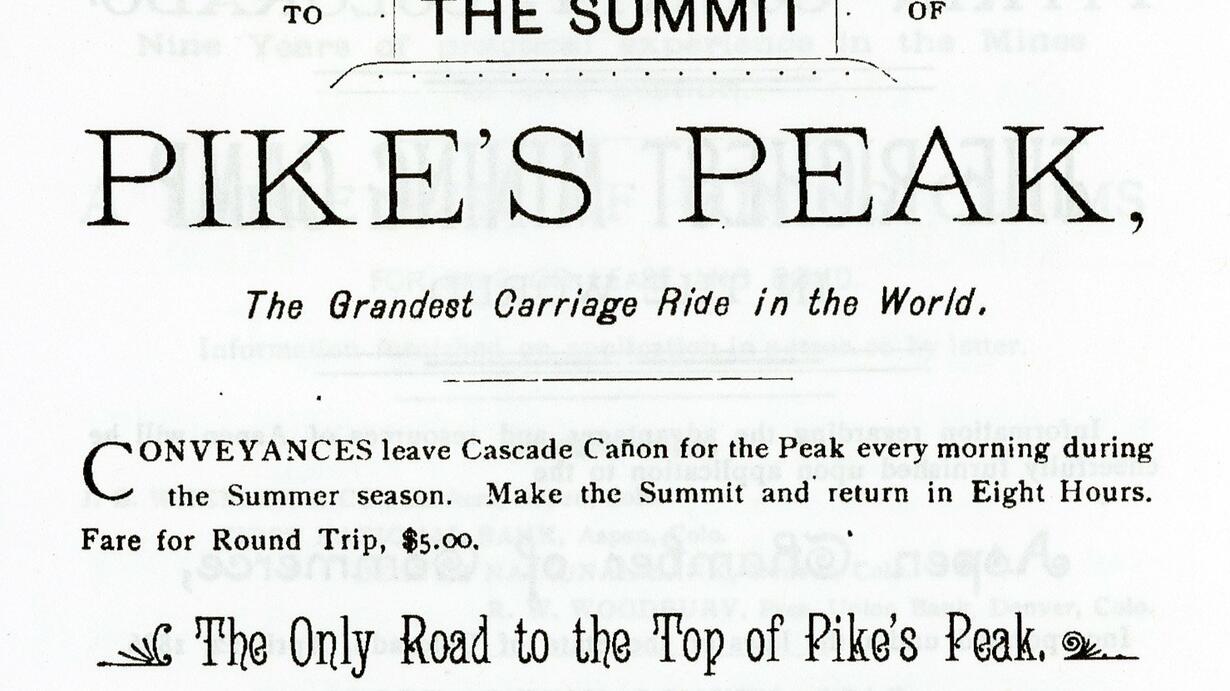 TO THE SUMMIT OF
PIKE'S PEAK,
The Grandest Carriage Ride in the World.
CONVEYANCES leave Cascade Cañon for the Peak every morning during
the Summer season. Make the Summit and return in Eight Hours.
Fare for Round Trip, $5.00.
The Only Road to the Top of Pike's Peak.